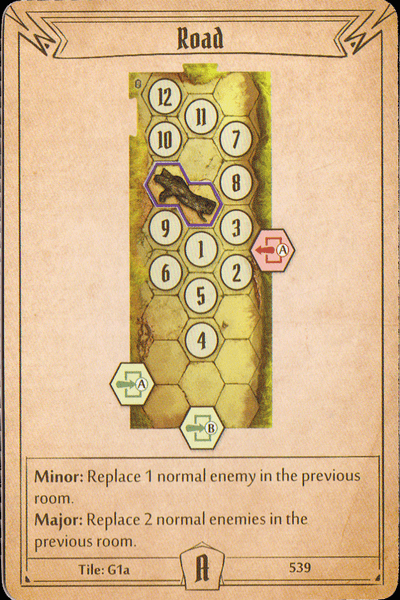 Road
12
11
10
7
8
9
3
A
1
6
2
5
4
A
B
Minor: Replace 1 normal enemy in the previous
room.
Major: Replace 2 normal enemies in the
previous room.
Tile: G1a
A
539